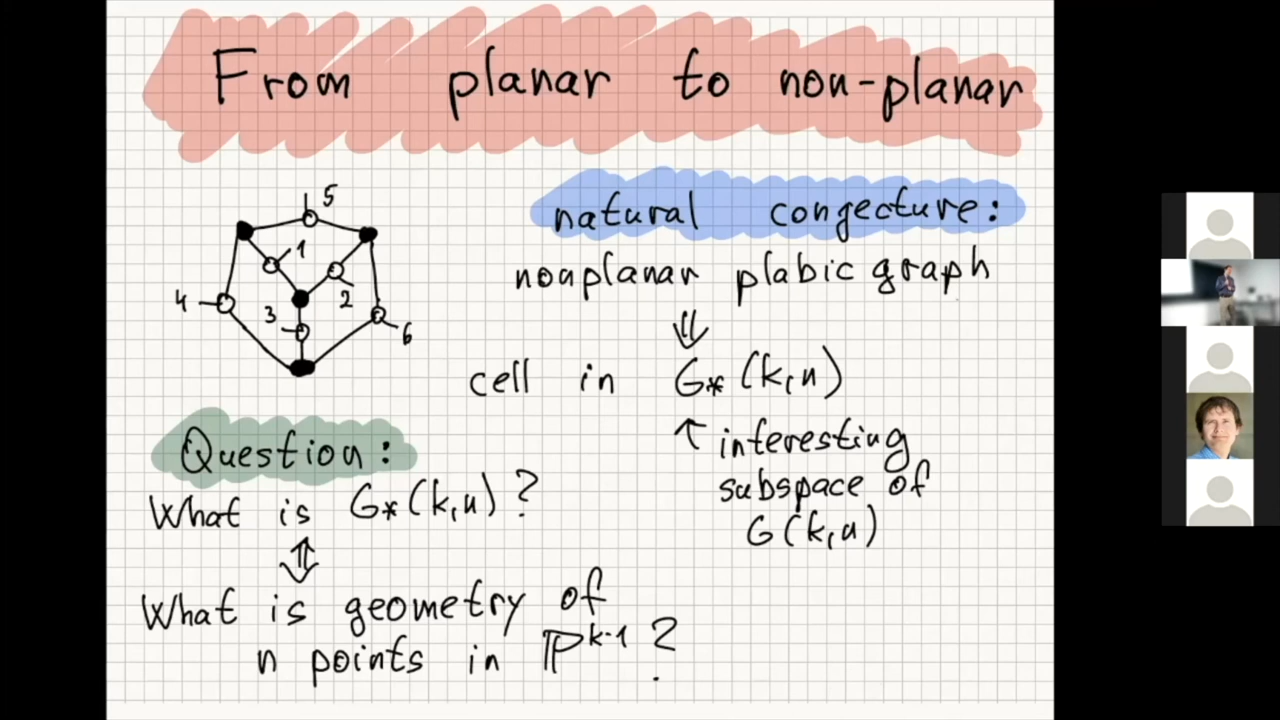 From planar to non-planar
5
1
2
3
4
6
natural congecture:
nonplanar plabic graph
⇓
cell in G*(k,n)
↑ interesting
subspace of
G(k,n)
Question:
What is G*(k,n)?
⇕
What is geometry of
n points in ℙ^{k-1}?